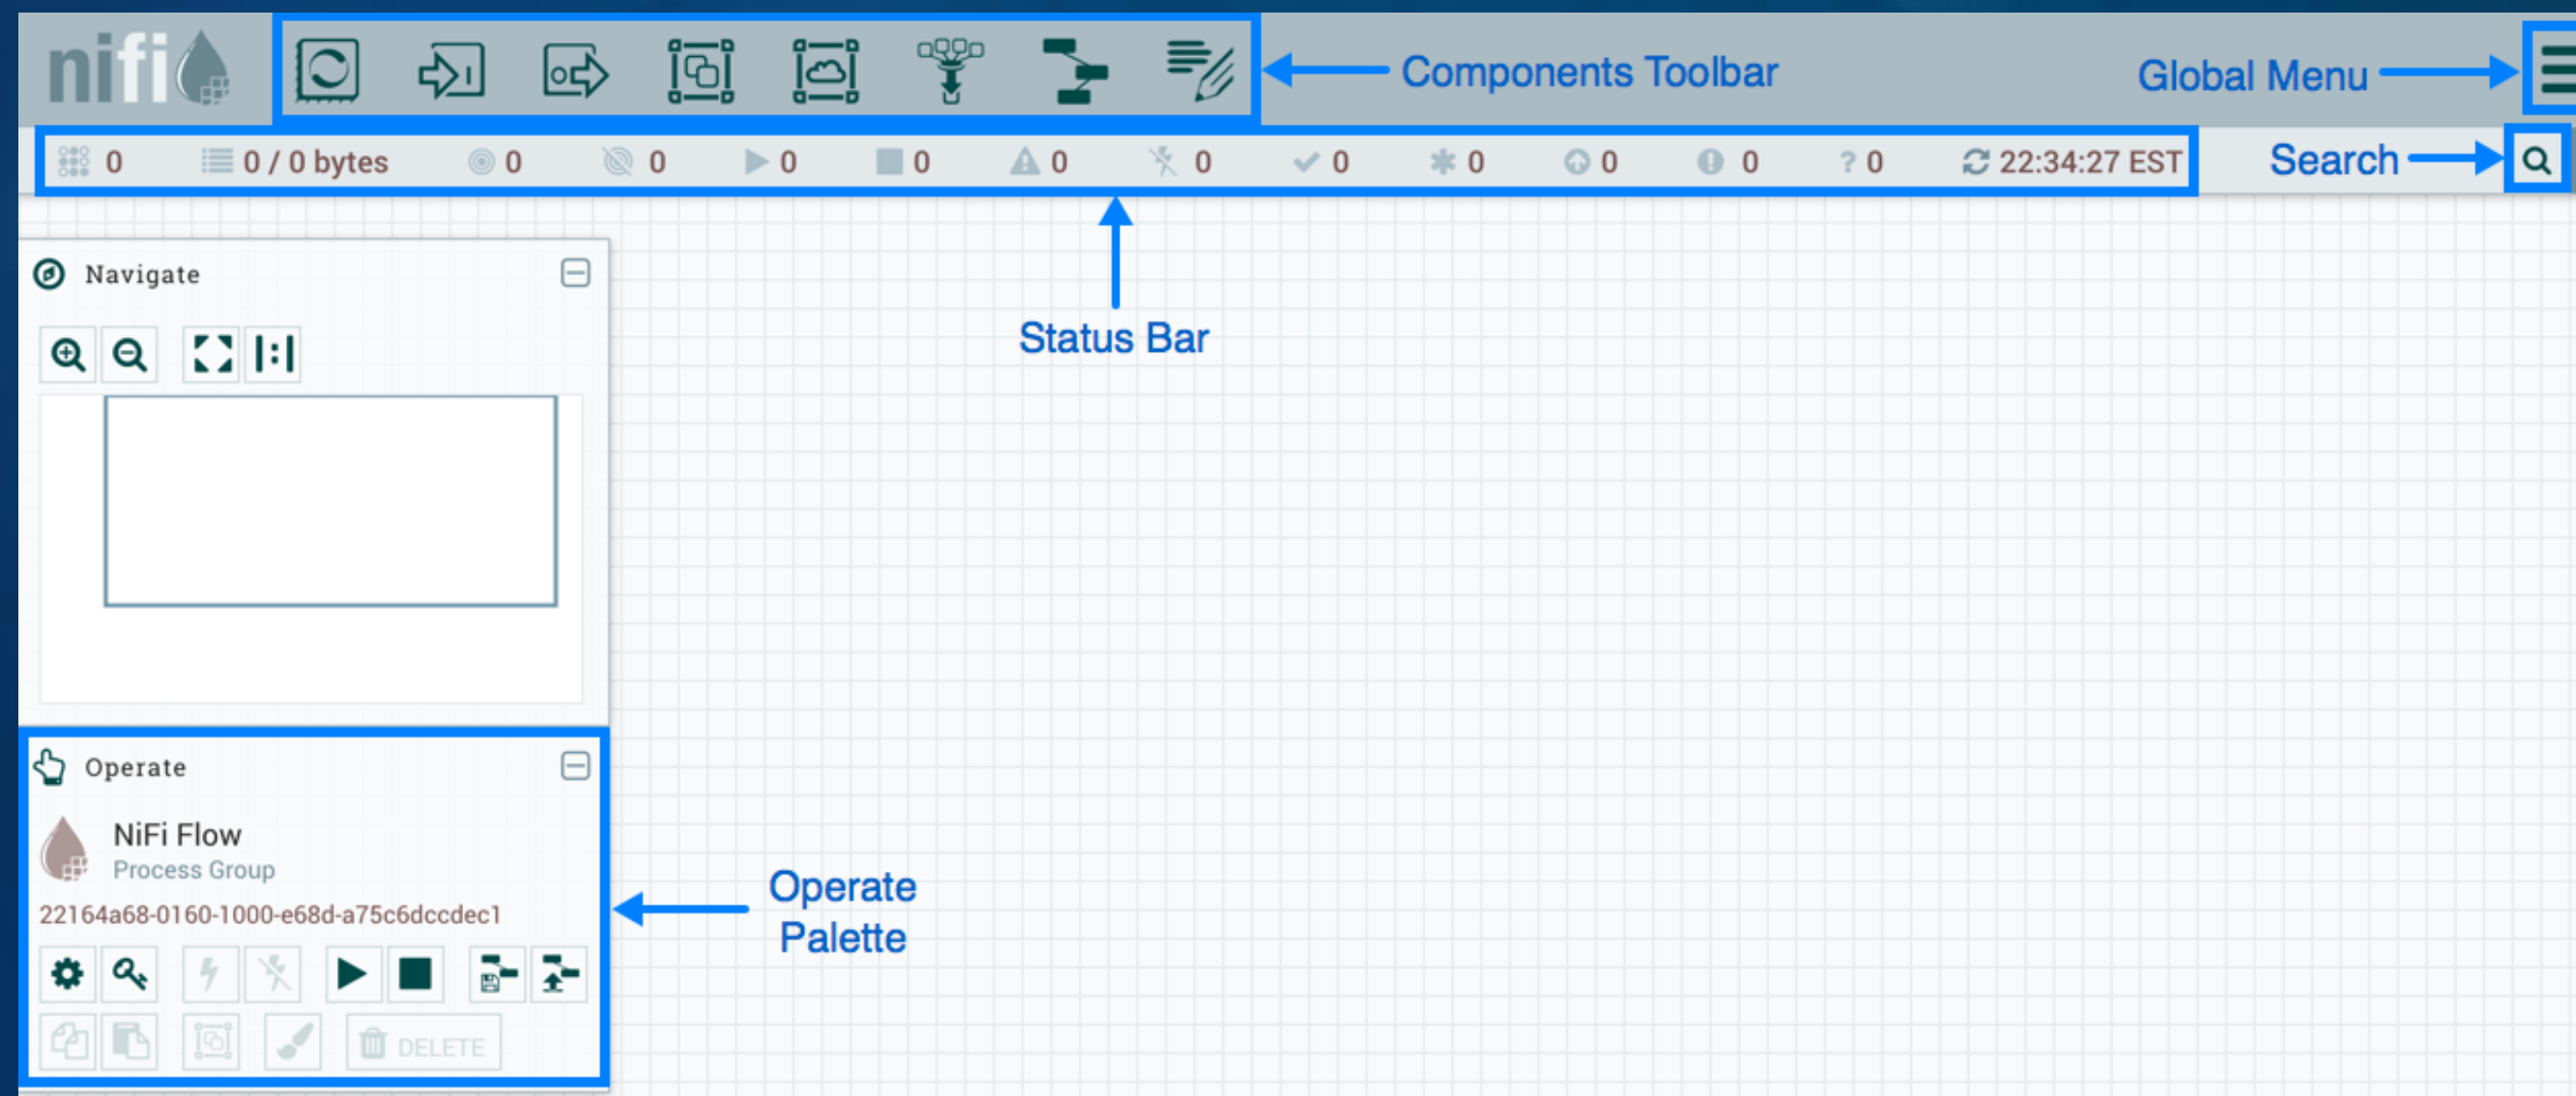 nifi
Components Toolbar
Global Menu
0 0 / 0 bytes 0 0 0 0 0 0 0 0 0 0 ? 0 22:34:27 EST
Search
Navigate
Status Bar
Operate
NiFi Flow
Process Group
22164a68-0160-1000-e68d-a75c6dccdec1
Operate
Palette
DELETE